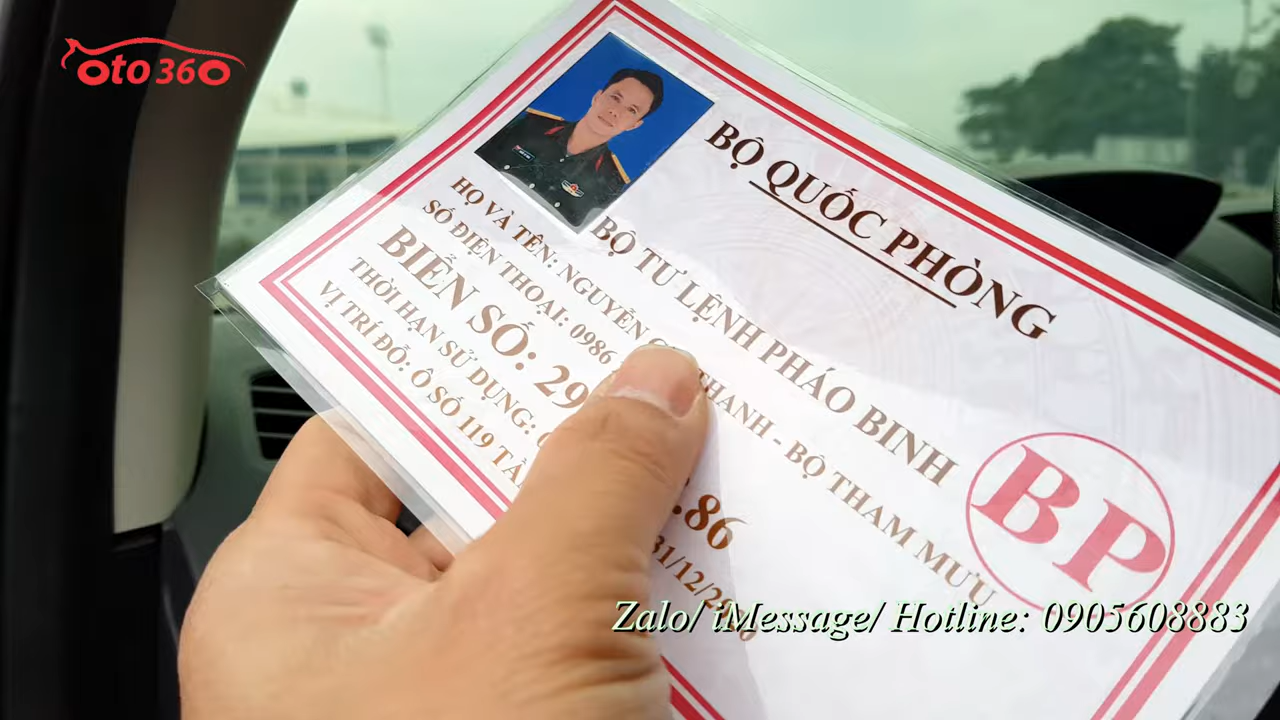 oto360
BỘ QUỐC PHÒNG
BỘ TƯ LỆNH PHÁO BINH
HỌ VÀ TÊN: NGUYỄN THANH - BỘ THAM MƯU
SỐ ĐIỆN THOẠI: 0986
BIỂN SỐ: 29 .86
THỜI HẠN SỬ DỤNG: 31/12/20
VỊ TRÍ ĐỖ: Ô SỐ 119
BP
Zalo/ iMessage/ Hotline: 0905608883